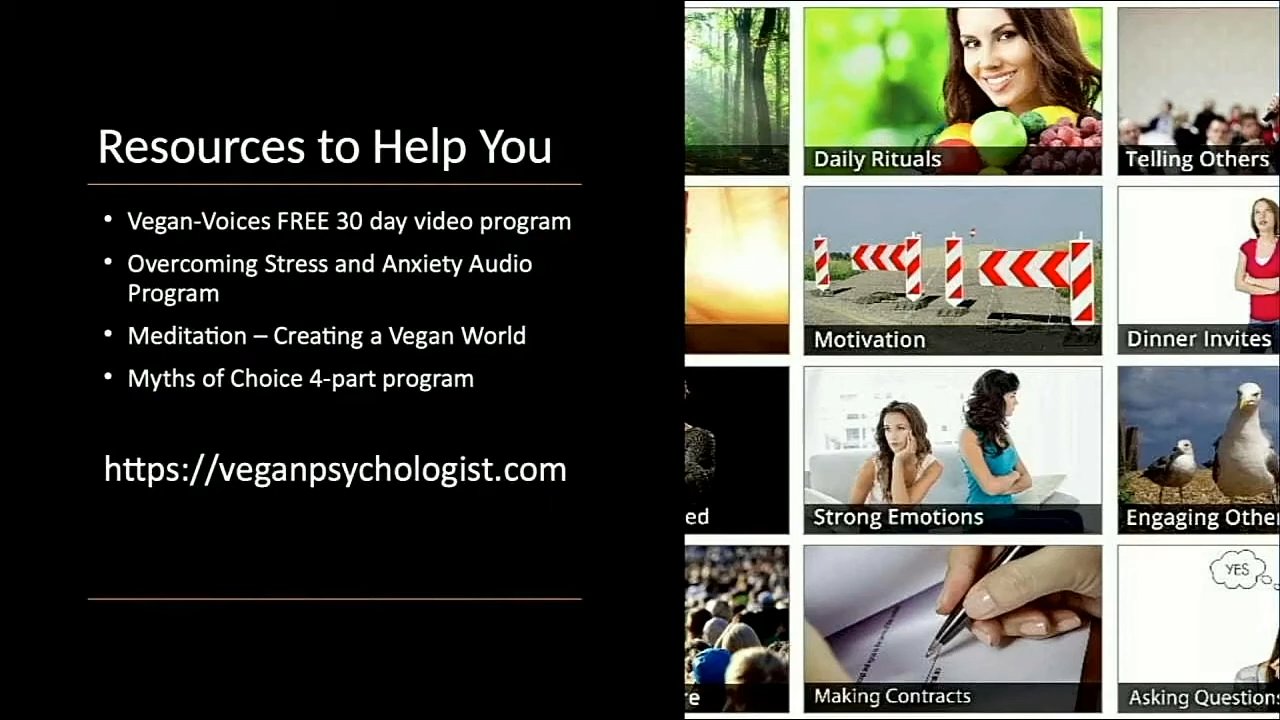 Resources to Help You
• Vegan-Voices FREE 30 day video program
• Overcoming Stress and Anxiety Audio
Program
• Meditation – Creating a Vegan World
• Myths of Choice 4-part program
https://veganpsychologist.com
Daily Rituals
Telling Others
Motivation
Dinner Invites
ed
Strong Emotions
Engaging Othe
YES
re
Making Contracts
Asking Question